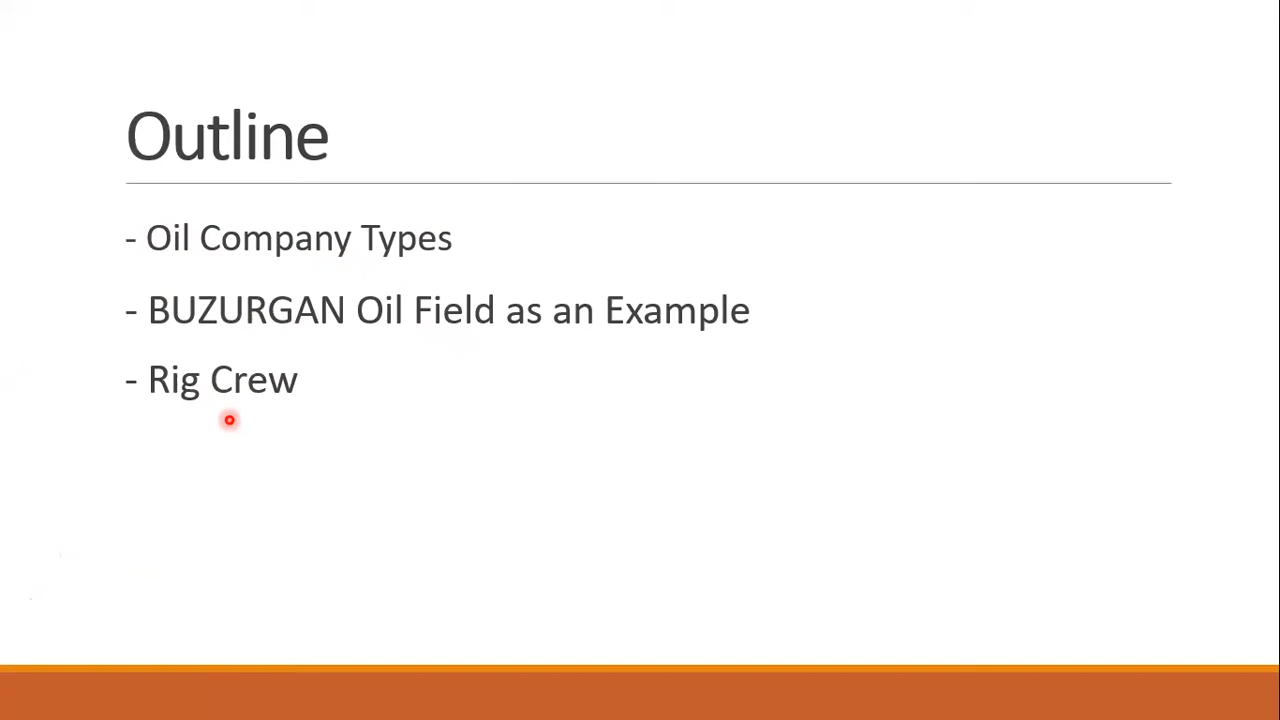 Outline
- Oil Company Types
- BUZURGAN Oil Field as an Example
- Rig Crew